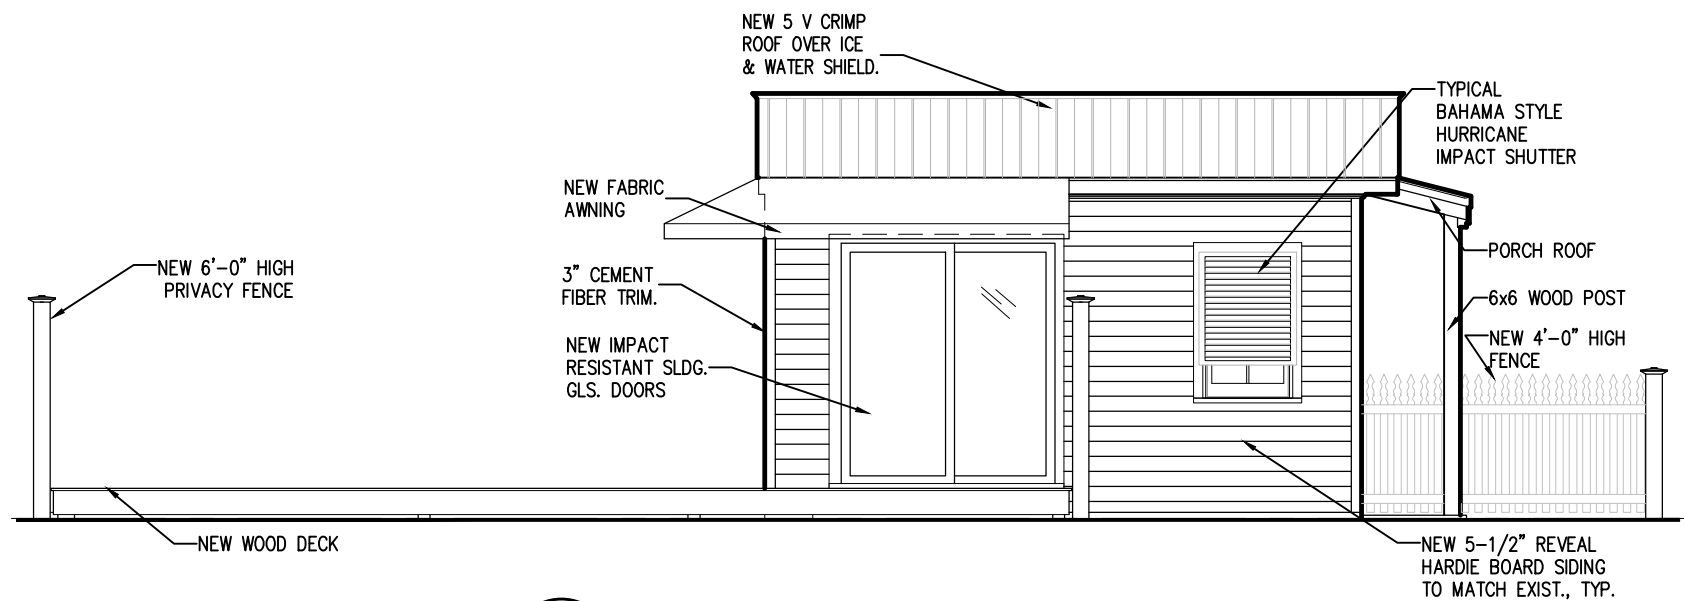 NEW 5 V CRIMP
ROOF OVER ICE
& WATER SHIELD.
TYPICAL
BAHAMA STYLE
HURRICANE
IMPACT SHUTTER
NEW FABRIC
AWNING
PORCH ROOF
NEW 6'-0" HIGH
PRIVACY FENCE
3" CEMENT
FIBER TRIM.
6x6 WOOD POST
NEW 4'-0" HIGH
FENCE
NEW IMPACT
RESISTANT SLDG.
GLS. DOORS
NEW WOOD DECK
NEW 5-1/2" REVEAL
HARDIE BOARD SIDING
TO MATCH EXIST., TYP.